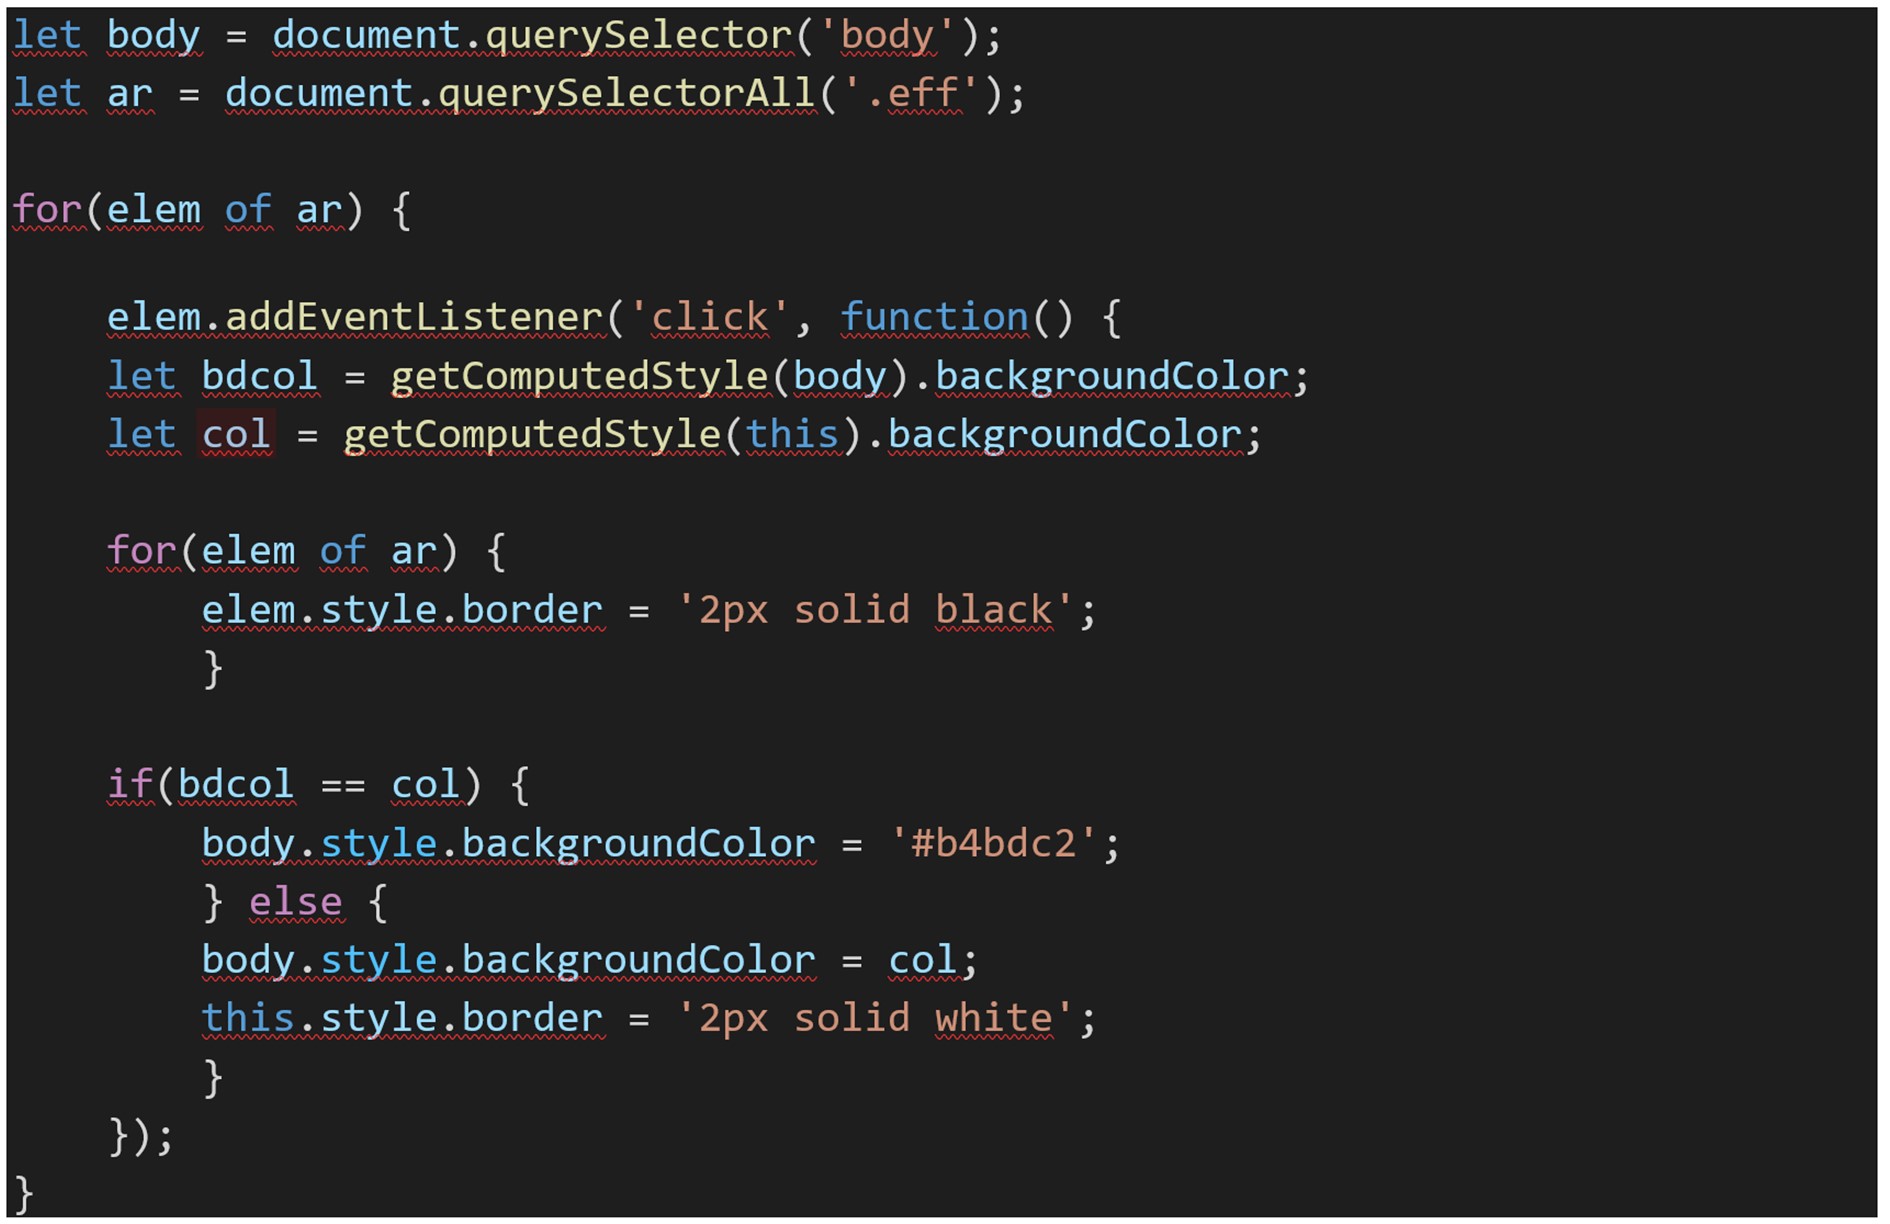 let body = document.querySelector('body');
let ar = document.querySelectorAll('.eff');
for(elem of ar) {
elem.addEventListener('click', function() {
let bdcol = getComputedStyle(body).backgroundColor;
let col = getComputedStyle(this).backgroundColor;
for(elem of ar) {
elem.style.border = '2px solid black';
}
if(bdcol == col) {
body.style.backgroundColor = '#b4bdc2';
} else {
body.style.backgroundColor = col;
this.style.border = '2px solid white';
}
});
}